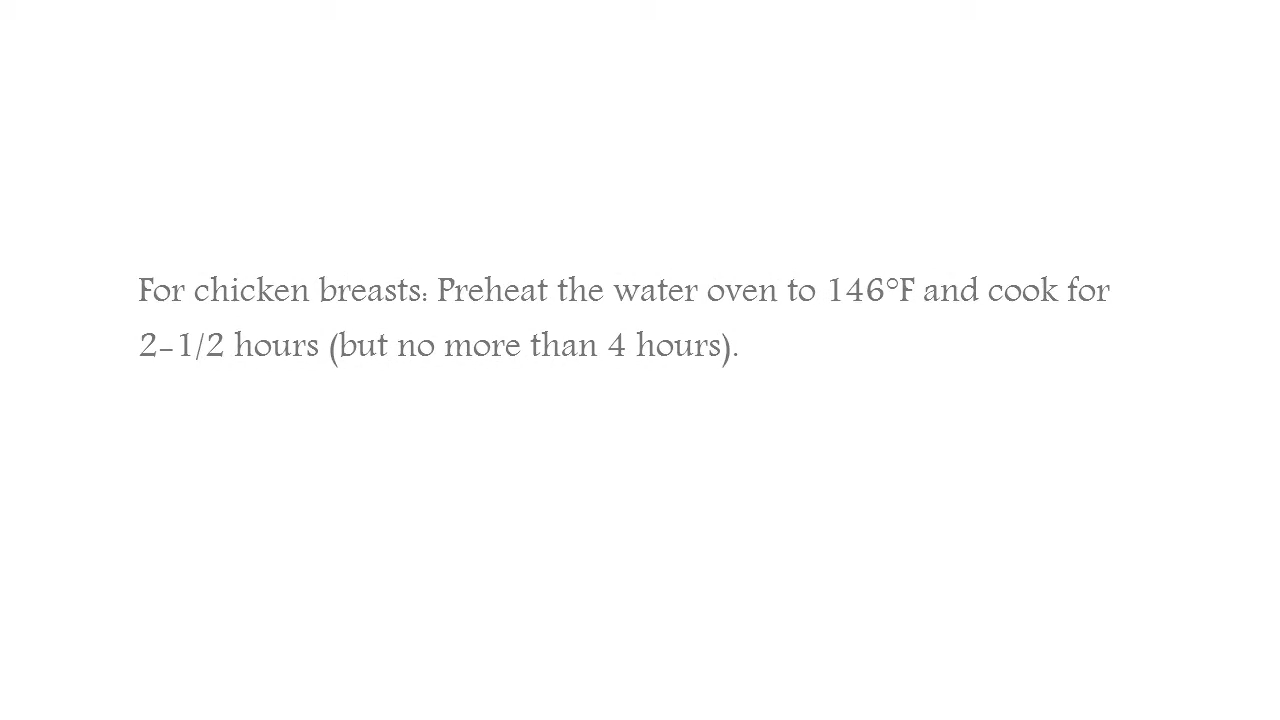 For chicken breasts: Preheat the water oven to 146°F and cook for
2-1/2 hours (but no more than 4 hours).